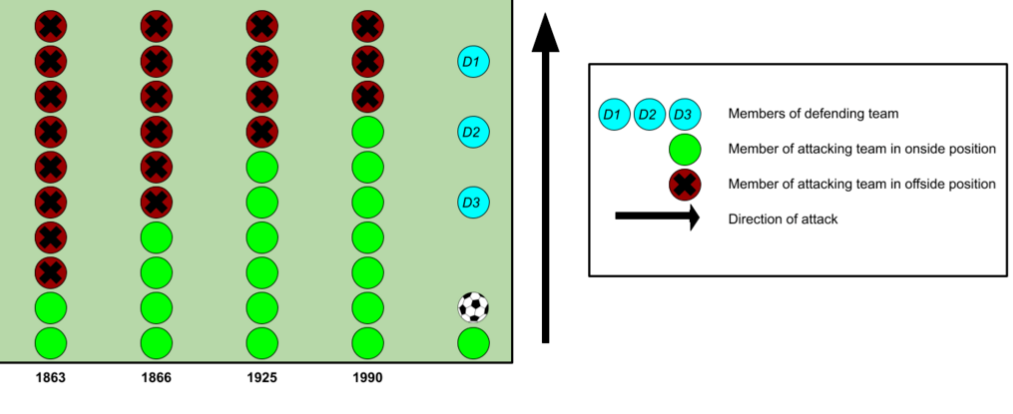 D1
D2
D3
1863 1866 1925 1990
D1 D2 D3 Members of defending team
Member of attacking team in onside position
Member of attacking team in offside position
Direction of attack